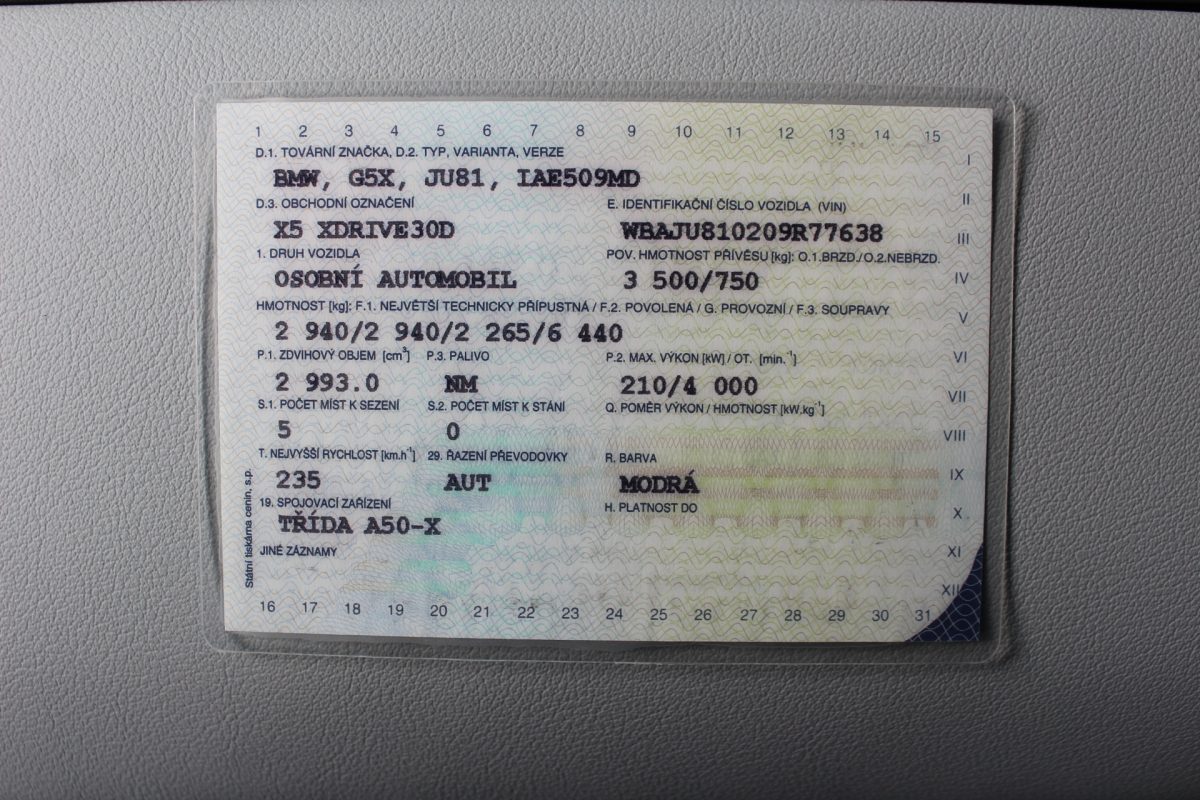 1 2 3 4 5 6 7 8 9 10 11 12 13 14 15
D.1. TOVÁRNÍ ZNAČKA, D.2. TYP, VARIANTA, VERZE
I
BMW, G5X, JU81, IAE509MD
D.3. OBCHODNÍ OZNAČENÍ E. IDENTIFIKAČNÍ ČÍSLO VOZIDLA (VIN)
II
X5 XDRIVE30D WBAJU810209R77638
III
1. DRUH VOZIDLA POV. HMOTNOST PŘÍVĚSU [kg]: O.1.BRZD./O.2.NEBRZD.
OSOBNÍ AUTOMOBIL 3 500/750
IV
HMOTNOST [kg]: F.1. NEJVĚTŠÍ TECHNICKY PŘÍPUSTNÁ / F.2. POVOLENÁ / G. PROVOZNÍ / F.3. SOUPRAVY
V
2 940/2 940/2 265/6 440
P.1. ZDVIHOVÝ OBJEM [cm³] P.3. PALIVO P.2. MAX. VÝKON [kW] / OT. [min.⁻¹]
VI
2 993.0 NM 210/4 000
VII
S.1. POČET MÍST K SEZENÍ S.2. POČET MÍST K STÁNÍ Q. POMĚR VÝKON / HMOTNOST [kW.kg⁻¹]
5 0
VIII
T. NEJVYŠŠÍ RYCHLOST [km.h⁻¹] 29. ŘAZENÍ PŘEVODOVKY R. BARVA
IX
235 AUT MODRÁ
19. SPOJOVACÍ ZAŘÍZENÍ H. PLATNOST DO
X
TŘÍDA A50-X
JINÉ ZÁZNAMY
XI
XII
Státní tiskárna cenin, s.p.
16 17 18 19 20 21 22 23 24 25 26 27 28 29 30 31